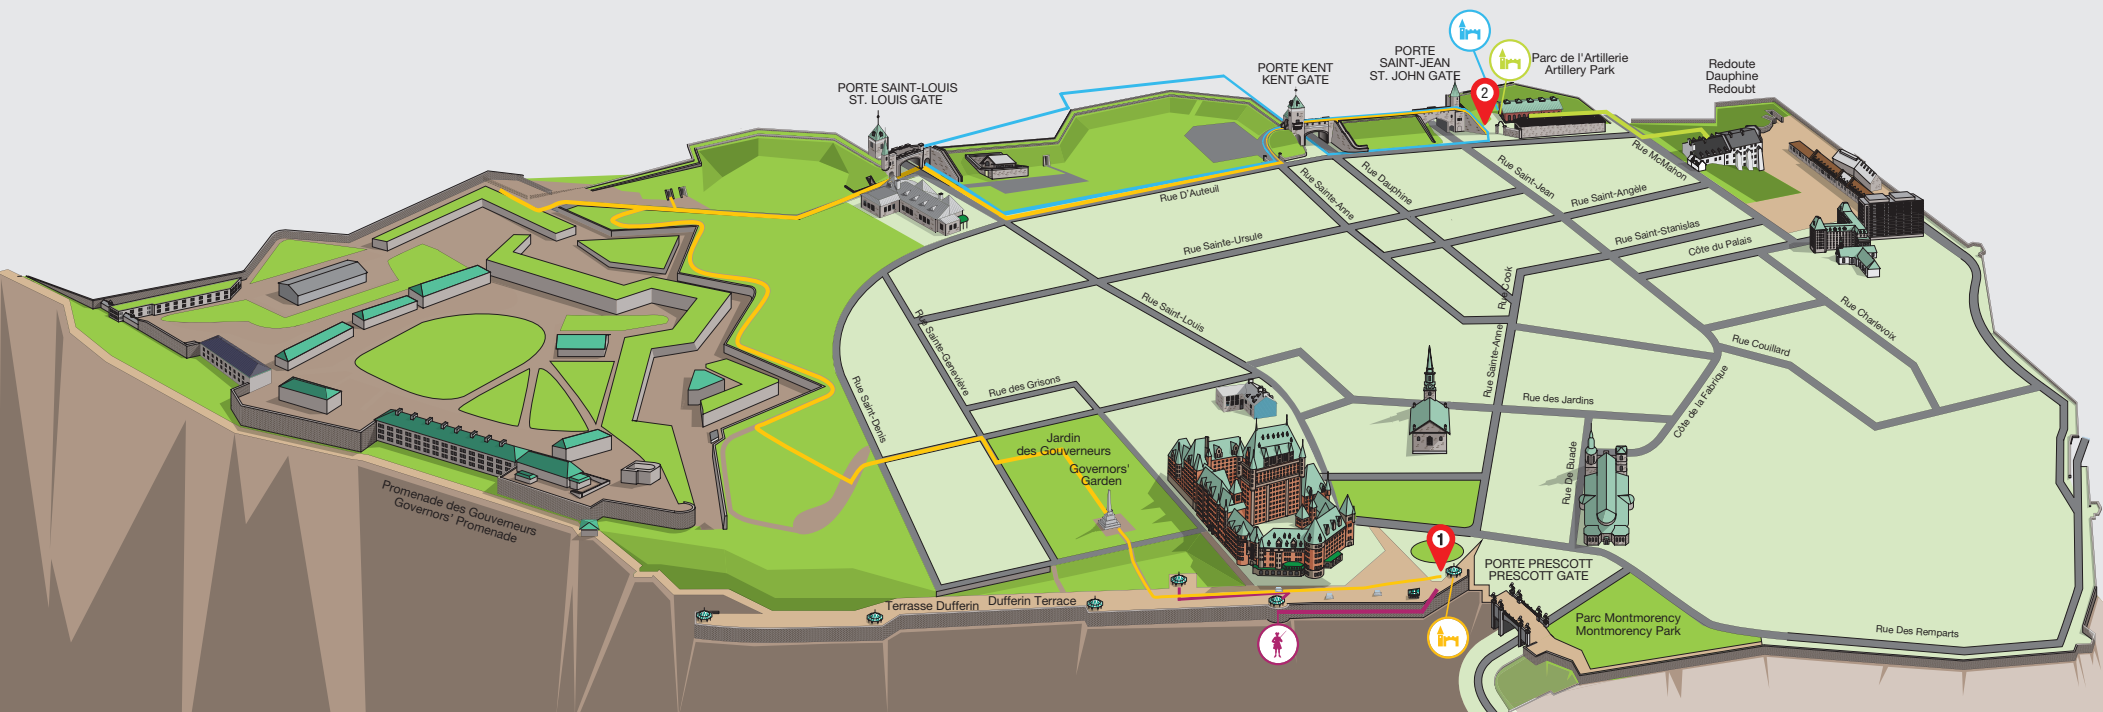 PORTE SAINT-LOUIS
ST. LOUIS GATE
PORTE KENT
KENT GATE
PORTE
SAINT-JEAN
ST. JOHN GATE
2
Parc de l'Artillerie
Artillery Park
Redoute
Dauphine
Redoubt
Rue McMahon
Rue Saint-Jean
Rue Dauphine
Rue Sainte-Anne
Rue D'Auteuil
Rue Saint-Angèle
Rue Saint-Stanislas
Côte du Palais
Rue Sainte-Ursule
Rue Cook
Rue Saint-Louis
Rue Charlevoix
Rue Sainte-Geneviève
Rue Sainte-Anne
Rue Couillard
Rue des Grisons
Rue Saint-Denis
Rue des Jardins
Côte de la Fabrique
Rue De Buade
Jardin
des Gouverneurs
Governors'
Garden
Promenade des Gouverneurs
Governors' Promenade
1
PORTE PRESCOTT
PRESCOTT GATE
Terrasse Dufferin
Dufferin Terrace
Parc Montmorency
Montmorency Park
Rue Des Remparts